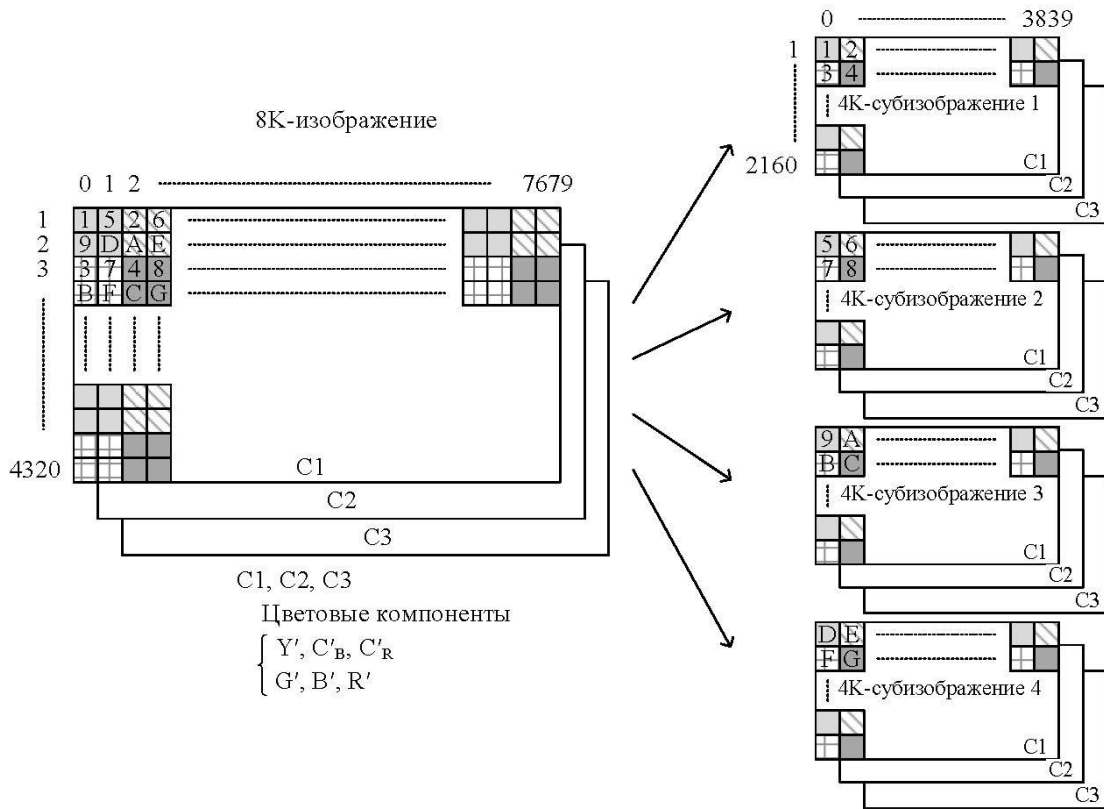 8K-изображение
0 1 2 7679
1 1 5 2 6
2 9 D A E
3 3 7 4 8
B F C G
4320
C1
C2
C3
C1, C2, C3
Цветовые компоненты
Y′, C′B, C′R
G′, B′, R′
0 3839
1 1 2
3 4
4K-субизображение 1
2160
C1
C2
C3
5 6
7 8
4K-субизображение 2
C1
C2
C3
9 A
B C
4K-субизображение 3
C1
C2
C3
D E
F G
4K-субизображение 4
C1
C2
C3